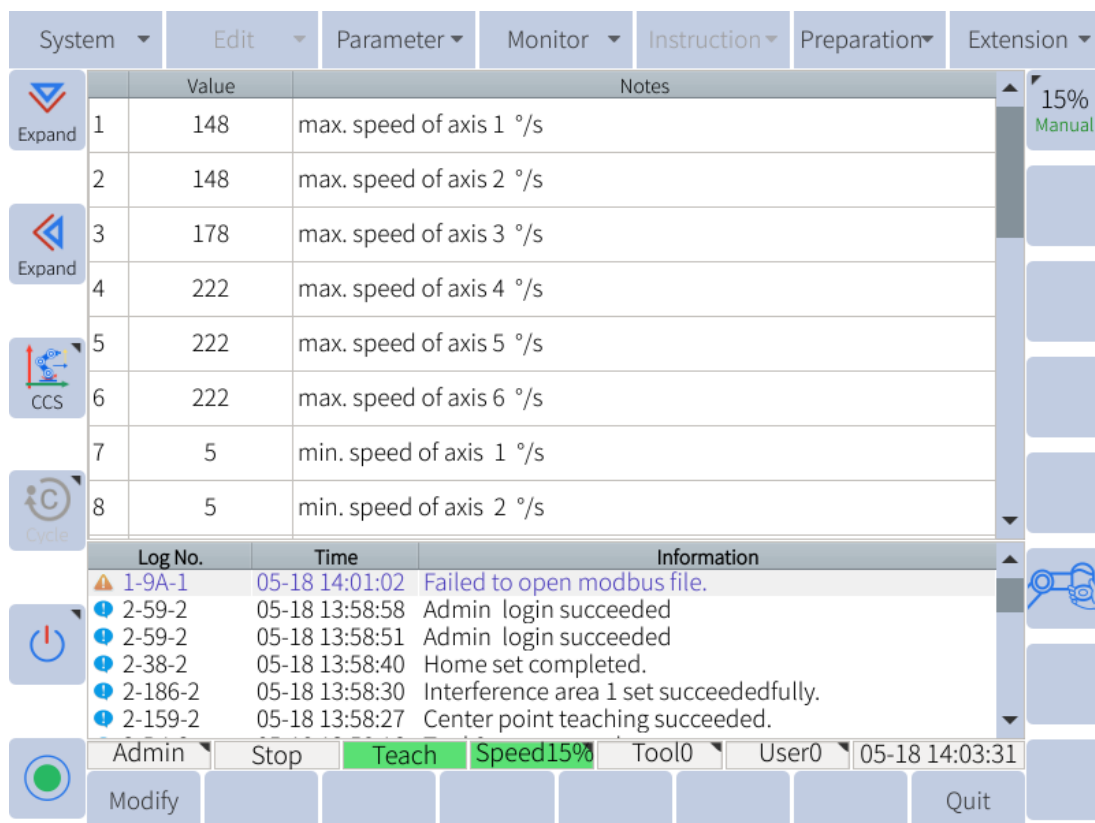 System Edit Parameter Monitor Instruction Preparation Extension
Expand
Expand
CCS
Cycle
Value Notes
1 148 max. speed of axis 1 °/s
2 148 max. speed of axis 2 °/s
3 178 max. speed of axis 3 °/s
4 222 max. speed of axis 4 °/s
5 222 max. speed of axis 5 °/s
6 222 max. speed of axis 6 °/s
7 5 min. speed of axis 1 °/s
8 5 min. speed of axis 2 °/s
15%
Manual
Log No. Time Information
1-9A-1 05-18 14:01:02 Failed to open modbus file.
2-59-2 05-18 13:58:58 Admin login succeeded
2-59-2 05-18 13:58:51 Admin login succeeded
2-38-2 05-18 13:58:40 Home set completed.
2-186-2 05-18 13:58:30 Interference area 1 set succeededfully.
2-159-2 05-18 13:58:27 Center point teaching succeeded.
Admin Stop Teach Speed15% Tool0 User0 05-18 14:03:31
Modify Quit